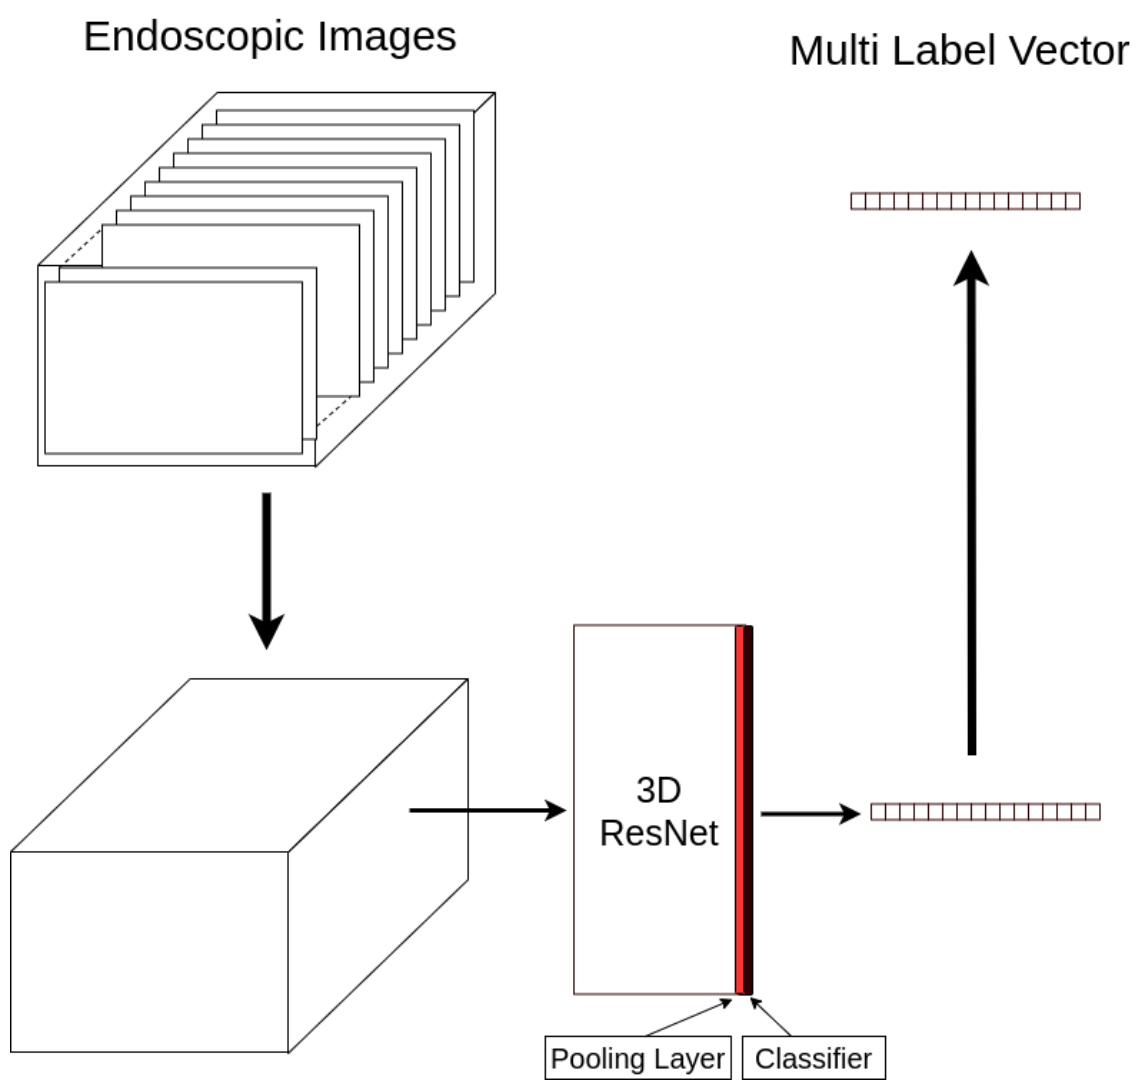 Endoscopic Images
Multi Label Vector
3D
ResNet
Pooling Layer
Classifier